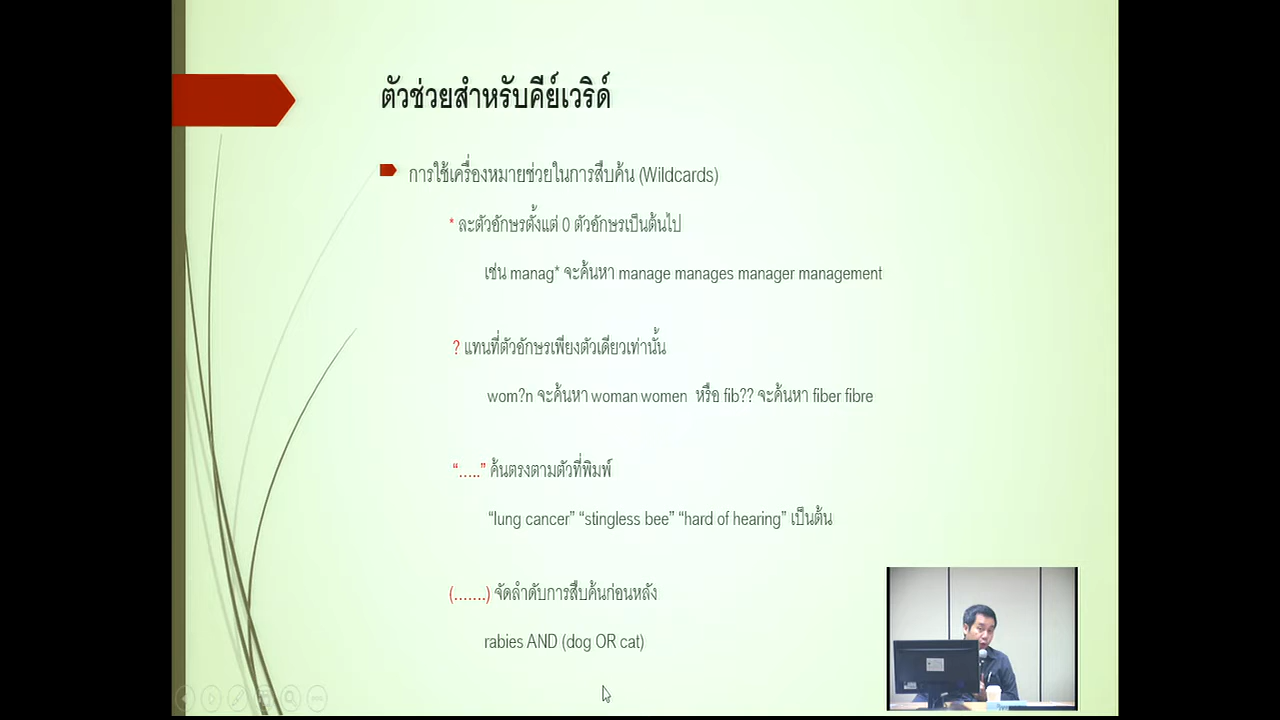 ตัวช่วยสำหรับคีย์เวิร์ด์
การใช้เครื่องหมายช่วยในการสืบค้น (Wildcards)
* ละตัวอักษรตั้งแต่ 0 ตัวอักษรเป็นต้นไป
เช่น manag* จะค้นหา manage manages manager management
? แทนที่ตัวอักษรเพียงตัวเดียวเท่านั้น
wom?n จะค้นหา woman women หรือ fib?? จะค้นหา fiber fibre
“…..” ค้นตรงตามตัวที่พิมพ์
“lung cancer” “stingless bee” “hard of hearing” เป็นต้น
(…….) จัดลำดับการสืบค้นก่อนหลัง
rabies AND (dog OR cat)